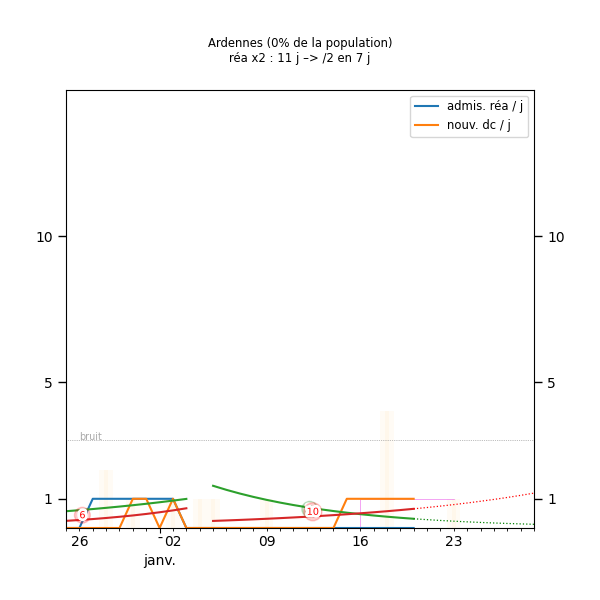 Ardennes (0% de la population)
réa x2 : 11 j –> /2 en 7 j
admis. réa / j
nouv. dc / j
10
10
5
5
bruit
1
1
6
-10
26
02
09
16
23
janv.